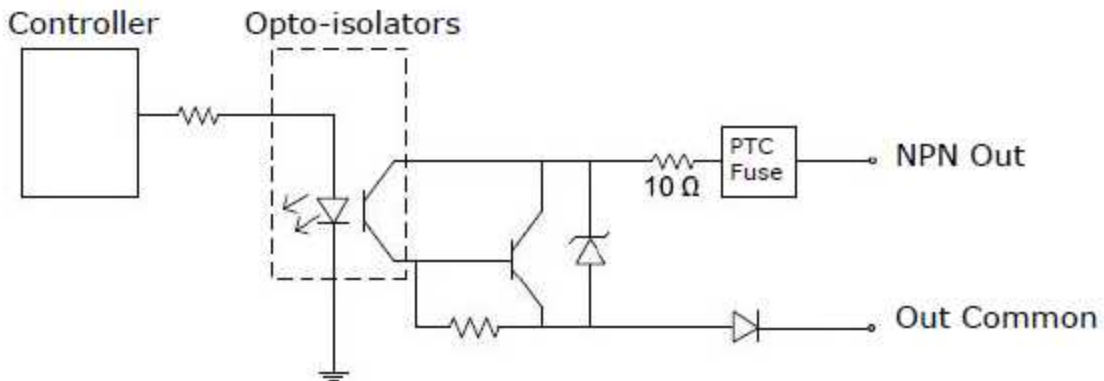 Controller
Opto-isolators
PTC
Fuse
NPN Out
10 Ω
Out Common